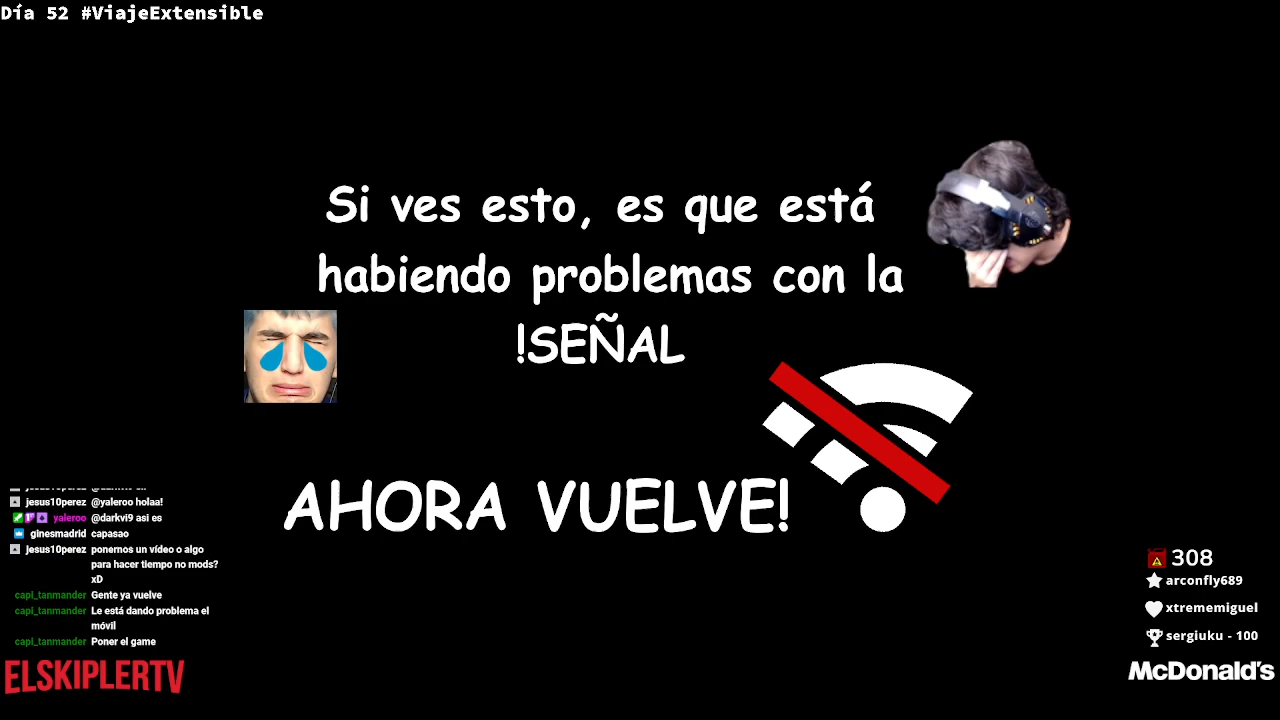 Día 52 #ViajeExtensible
Si ves esto, es que está
habiendo problemas con la
!SEÑAL
AHORA VUELVE!
jesus10perez @yaleroo holaa!
yaleroo @darkvi9 asi es
ginesmadrid capasao
jesus10perez ponemos un vídeo o algo
para hacer tiempo no mods?
xD
capi_tanmander Gente ya vuelve
capi_tanmander Le está dando problema el
móvil
capi_tanmander Poner el game
ELSKIPLERTV
308
arconfly689
xtrememiguel
sergiuku - 100
McDonald's